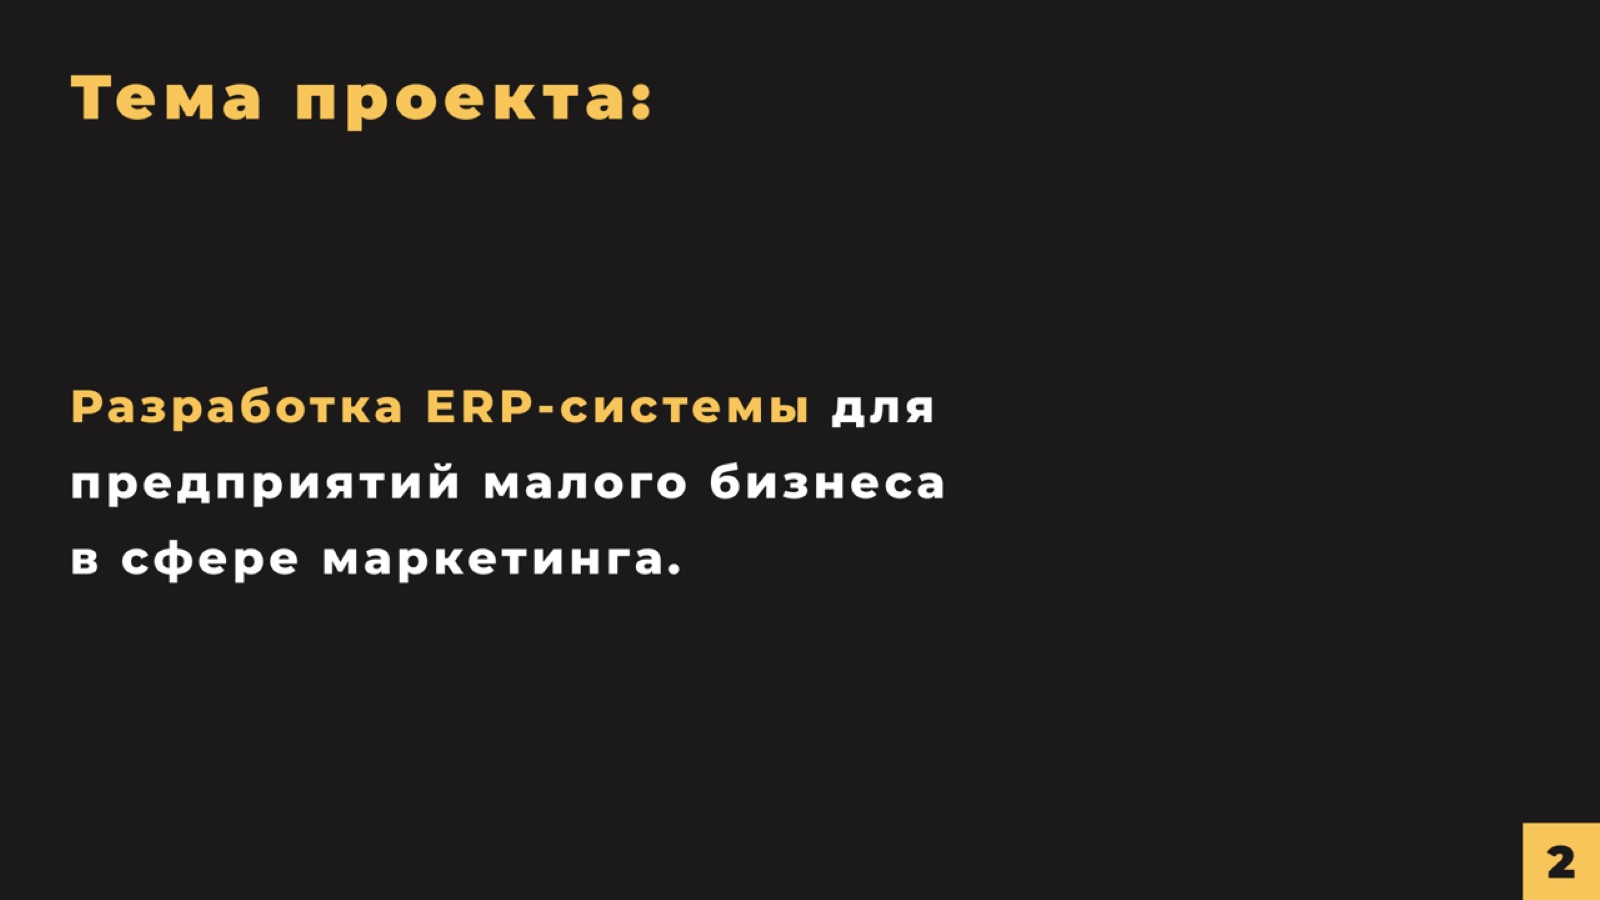 Тема проекта:
Разработка ERP-системы для
предприятий малого бизнеса
в сфере маркетинга.
2